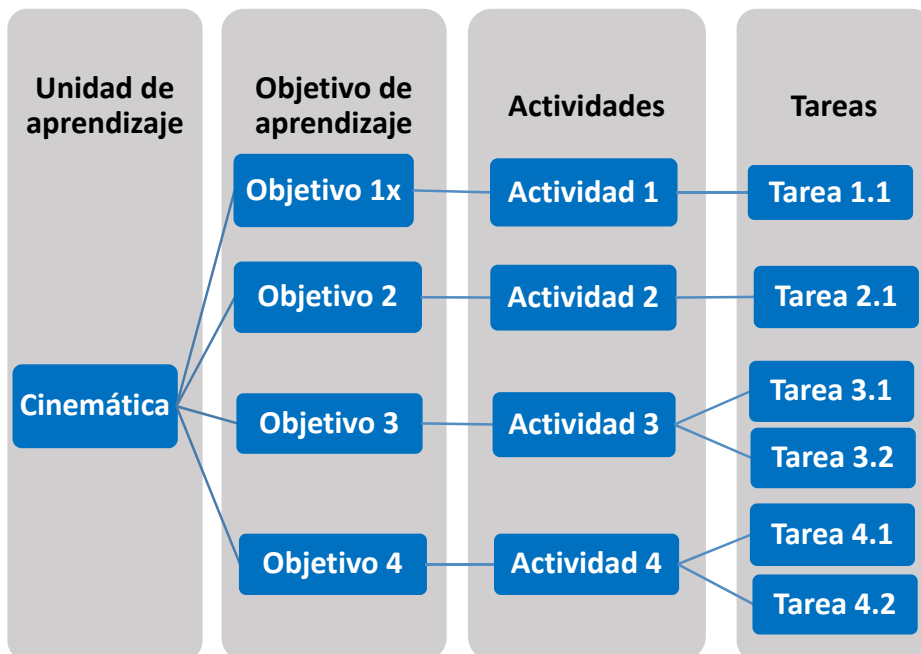 Unidad de
aprendizaje
Objetivo de
aprendizaje
Actividades
Tareas
Objetivo 1x
Actividad 1
Tarea 1.1
Objetivo 2
Actividad 2
Tarea 2.1
Cinemática
Objetivo 3
Actividad 3
Tarea 3.1
Tarea 3.2
Objetivo 4
Actividad 4
Tarea 4.1
Tarea 4.2